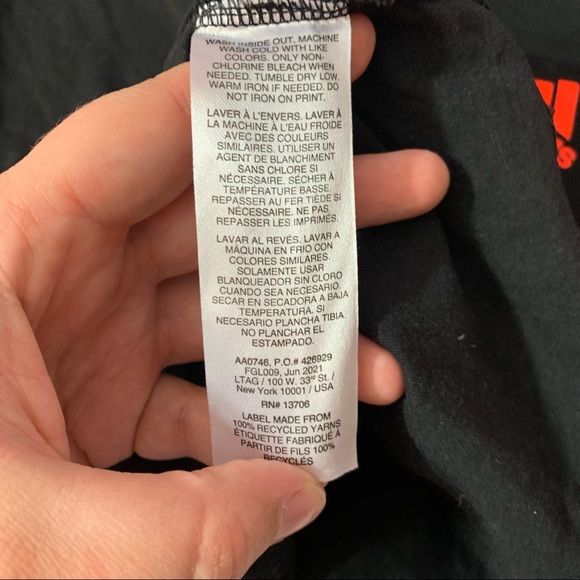 WASH INSIDE OUT. MACHINE
WASH COLD WITH LIKE
COLORS. ONLY NON-
CHLORINE BLEACH WHEN
NEEDED. TUMBLE DRY LOW.
WARM IRON IF NEEDED. DO
NOT IRON ON PRINT.
LAVER À L'ENVERS. LAVER À
LA MACHINE À L'EAU FROIDE
AVEC DES COULEURS
SIMILAIRES. UTILISER UN
AGENT DE BLANCHIMENT
SANS CHLORE SI
NÉCESSAIRE. SÉCHER À
TEMPÉRATURE BASSE.
REPASSER AU FER TIÈDE SI
NÉCESSAIRE. NE PAS
REPASSER LES IMPRIMÉS.
LAVAR AL REVÉS. LAVAR A
MÁQUINA EN FRIO CON
COLORES SIMILARES.
SOLAMENTE USAR
BLANQUEADOR SIN CLORO
CUANDO SEA NECESARIO.
SECAR EN SECADORA A BAJA
TEMPERATURA. SI
NECESARIO PLANCHA TIBIA.
NO PLANCHAR EL
ESTAMPADO.
AA0746, P.O.# 426929
FGL009, Jun 2021
LTAG / 100 W. 33rd St. /
New York 10001 / USA
RN# 13706
LABEL MADE FROM
100% RECYCLED YARNS
ÉTIQUETTE FABRIQUÉ À
PARTIR DE FILS 100%
RECYCLÉS